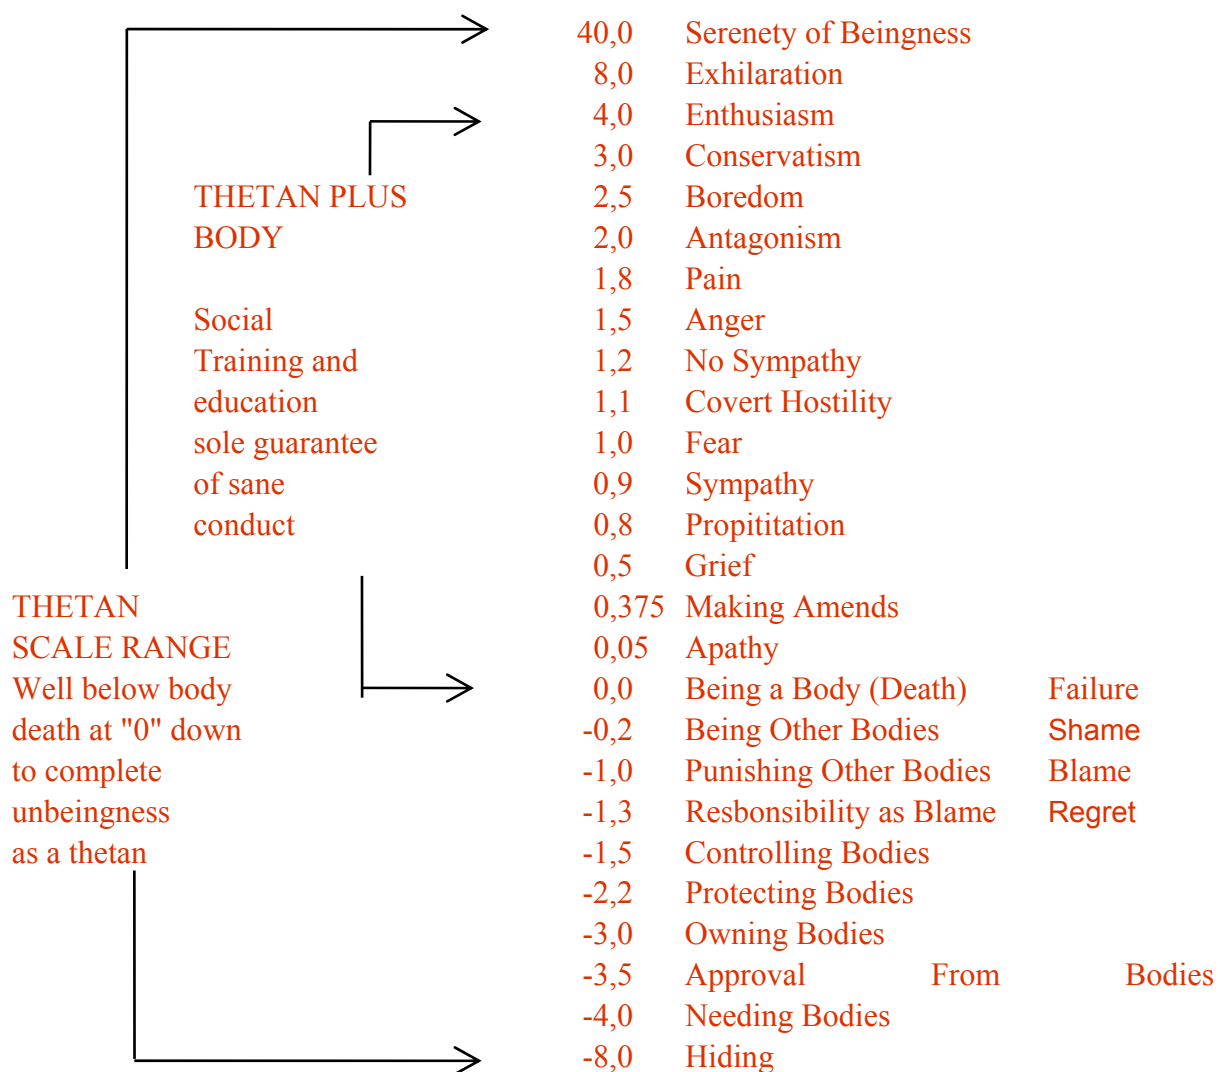 40,0 Serenety of Beingness
8,0 Exhilaration
4,0 Enthusiasm
3,0 Conservatism
THETAN PLUS 2,5 Boredom
BODY 2,0 Antagonism
1,8 Pain
Social 1,5 Anger
Training and 1,2 No Sympathy
education 1,1 Covert Hostility
sole guarantee 1,0 Fear
of sane 0,9 Sympathy
conduct 0,8 Propititation
0,5 Grief
THETAN 0,375 Making Amends
SCALE RANGE 0,05 Apathy
Well below body 0,0 Being a Body (Death) Failure
death at "0" down -0,2 Being Other Bodies Shame
to complete -1,0 Punishing Other Bodies Blame
unbeingness -1,3 Resbonsibility as Blame Regret
as a thetan -1,5 Controlling Bodies
-2,2 Protecting Bodies
-3,0 Owning Bodies
-3,5 Approval From Bodies
-4,0 Needing Bodies
-8,0 Hiding